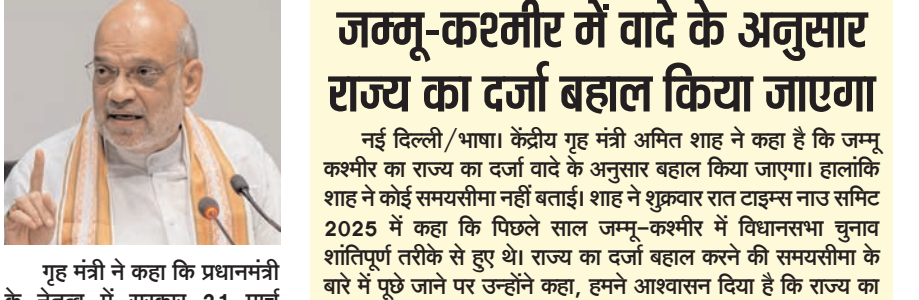 जम्मू-कश्मीर में वादे के अनुसार
राज्य का दर्जा बहाल किया जाएगा
नई दिल्ली/भाषा। केंद्रीय गृह मंत्री अमित शाह ने कहा है कि जम्मू
कश्मीर का राज्य का दर्जा वादे के अनुसार बहाल किया जाएगा। हालांकि
शाह ने कोई समयसीमा नहीं बताई। शाह ने शुक्रवार रात टाइम्स नाउ समिट
2025 में कहा कि पिछले साल जम्मू-कश्मीर में विधानसभा चुनाव
शांतिपूर्ण तरीके से हुए थे। राज्य का दर्जा बहाल करने की समयसीमा के
बारे में पूछे जाने पर उन्होंने कहा, हमने आश्वासन दिया है कि राज्य का
गृह मंत्री ने कहा कि प्रधानमंत्री
के नेतृत्व में सरकार 31 मार्च